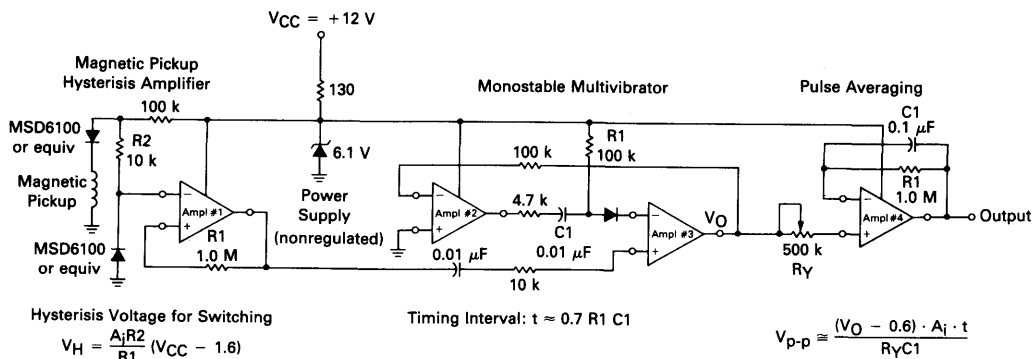 VCC = +12 V
Magnetic Pickup
Hysterisis Amplifier
130
Monostable Multivibrator
Pulse Averaging
100 k
MSD6100
or equiv
R2
10 k
Magnetic
Pickup
MSD6100
or equiv
−
+
Ampl #1
R1
1.0 M
6.1 V
Power
Supply
(nonregulated)
100 k
R1
100 k
−
+
Ampl #2
4.7 k
C1
0.01 µF
0.01 µF
10 k
−
+
Ampl #3
VO
500 k
RY
C1
0.1 µF
R1
1.0 M
−
+
Ampl #4
Output
Hysterisis Voltage for Switching
VH = AiR2/R1 (VCC − 1.6)
Timing Interval: t ≈ 0.7 R1 C1
Vp-p ≅ (VO − 0.6) · Ai · t / RYC1